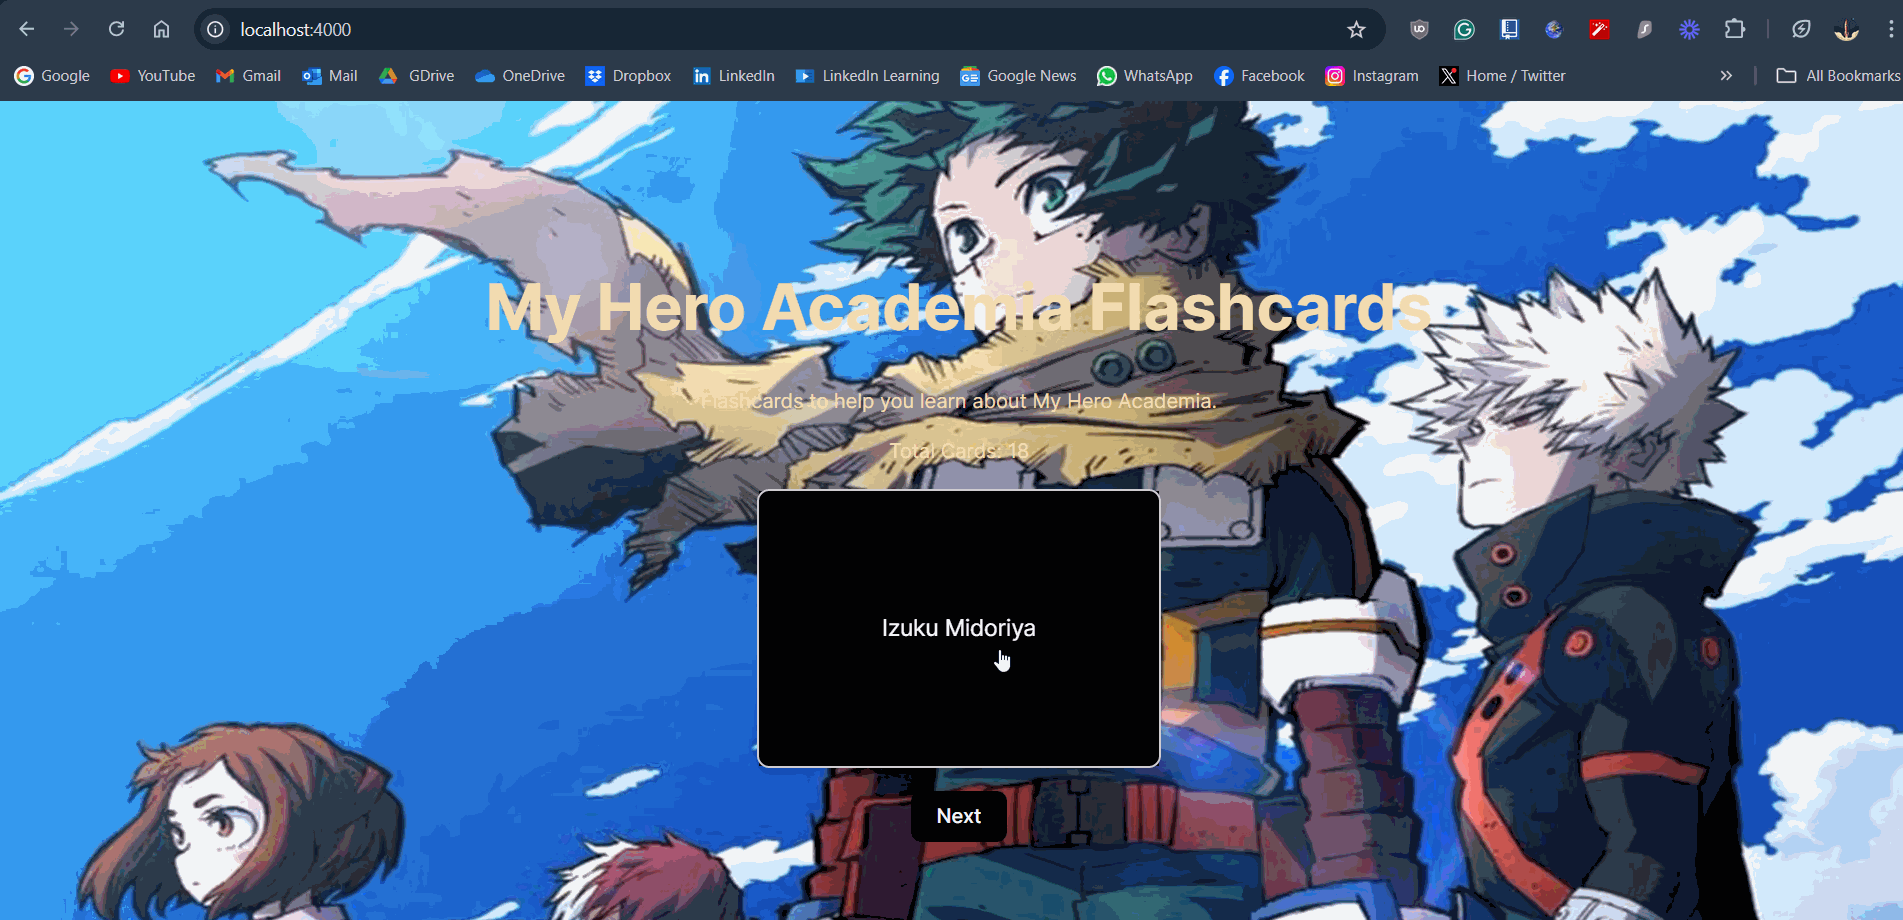 localhost:4000
Google YouTube Gmail Mail GDrive OneDrive Dropbox LinkedIn LinkedIn Learning Google News WhatsApp Facebook Instagram Home / Twitter » All Bookmarks
My Hero Academia Flashcards
Flashcards to help you learn about My Hero Academia.
Total Cards: 18
Izuku Midoriya
Next